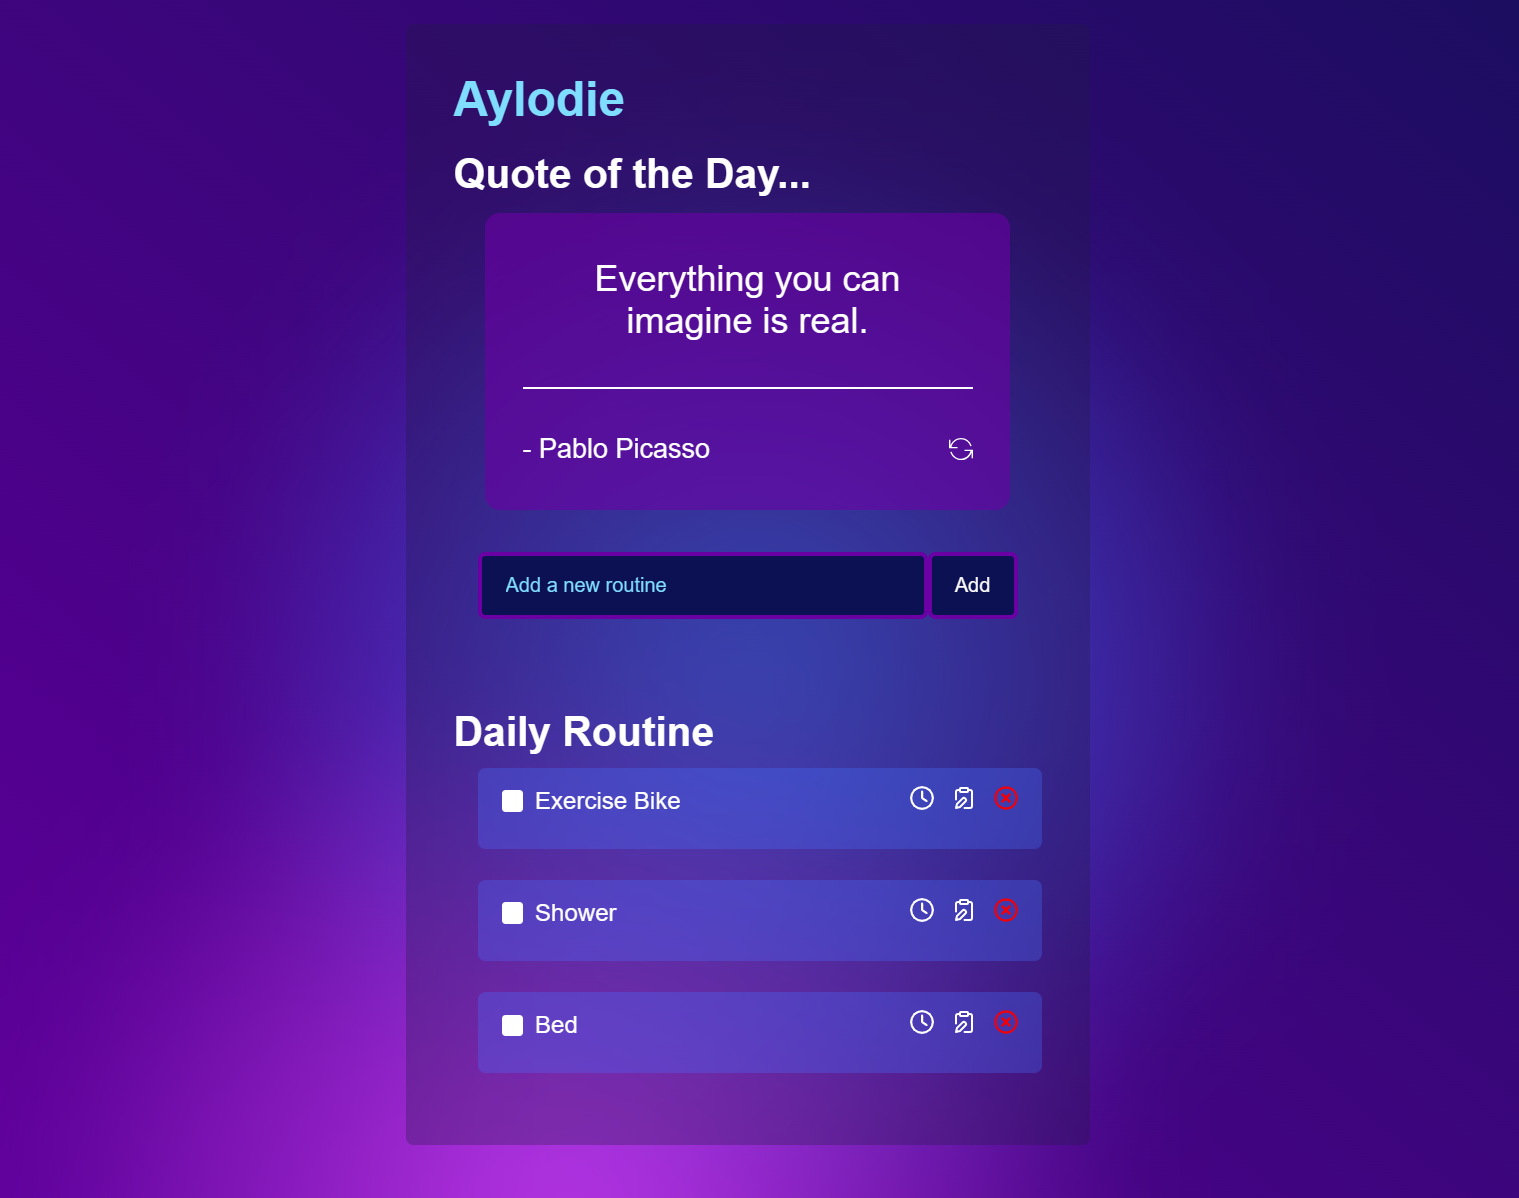 Aylodie
Quote of the Day...
Everything you can
imagine is real.
- Pablo Picasso
Add a new routine
Add
Daily Routine
Exercise Bike
Shower
Bed